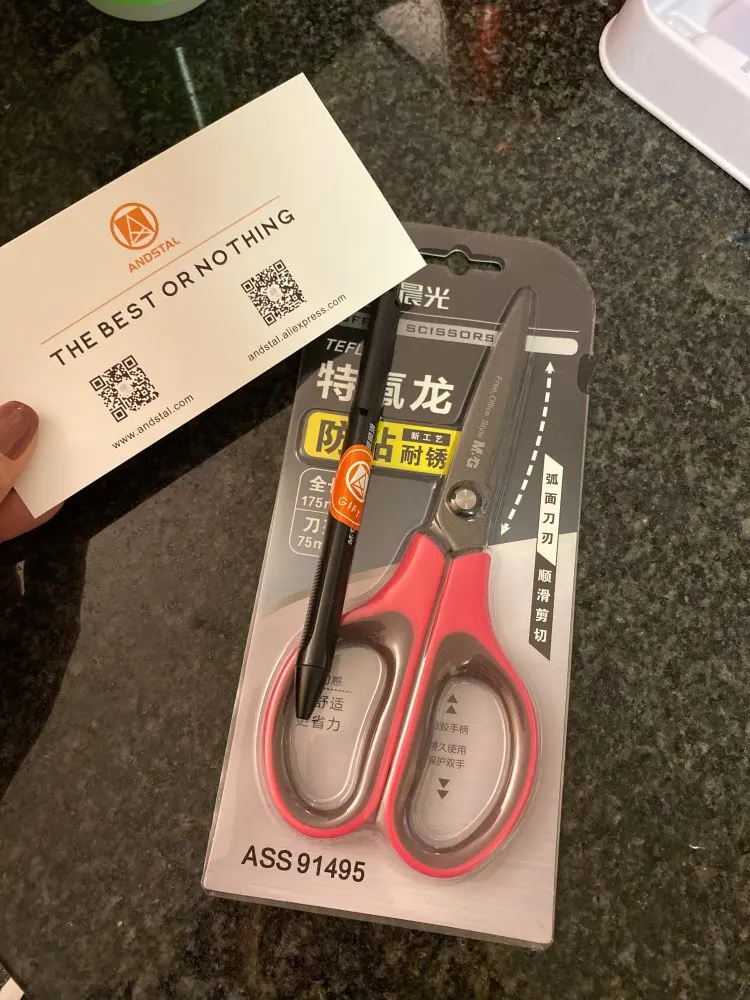 ANDSTAL
THE BEST OR NOTHING
www.andstal.com
andstal.aliexpress.com
晨光
SCISSORS
特氟龙
防粘
新工艺
耐锈
Free Office Style M&G
GIFT
175m
75m
弧面刀刃
顺滑剪切
舒适
更省力
胶手柄
持久使用
保护双手
ASS 91495